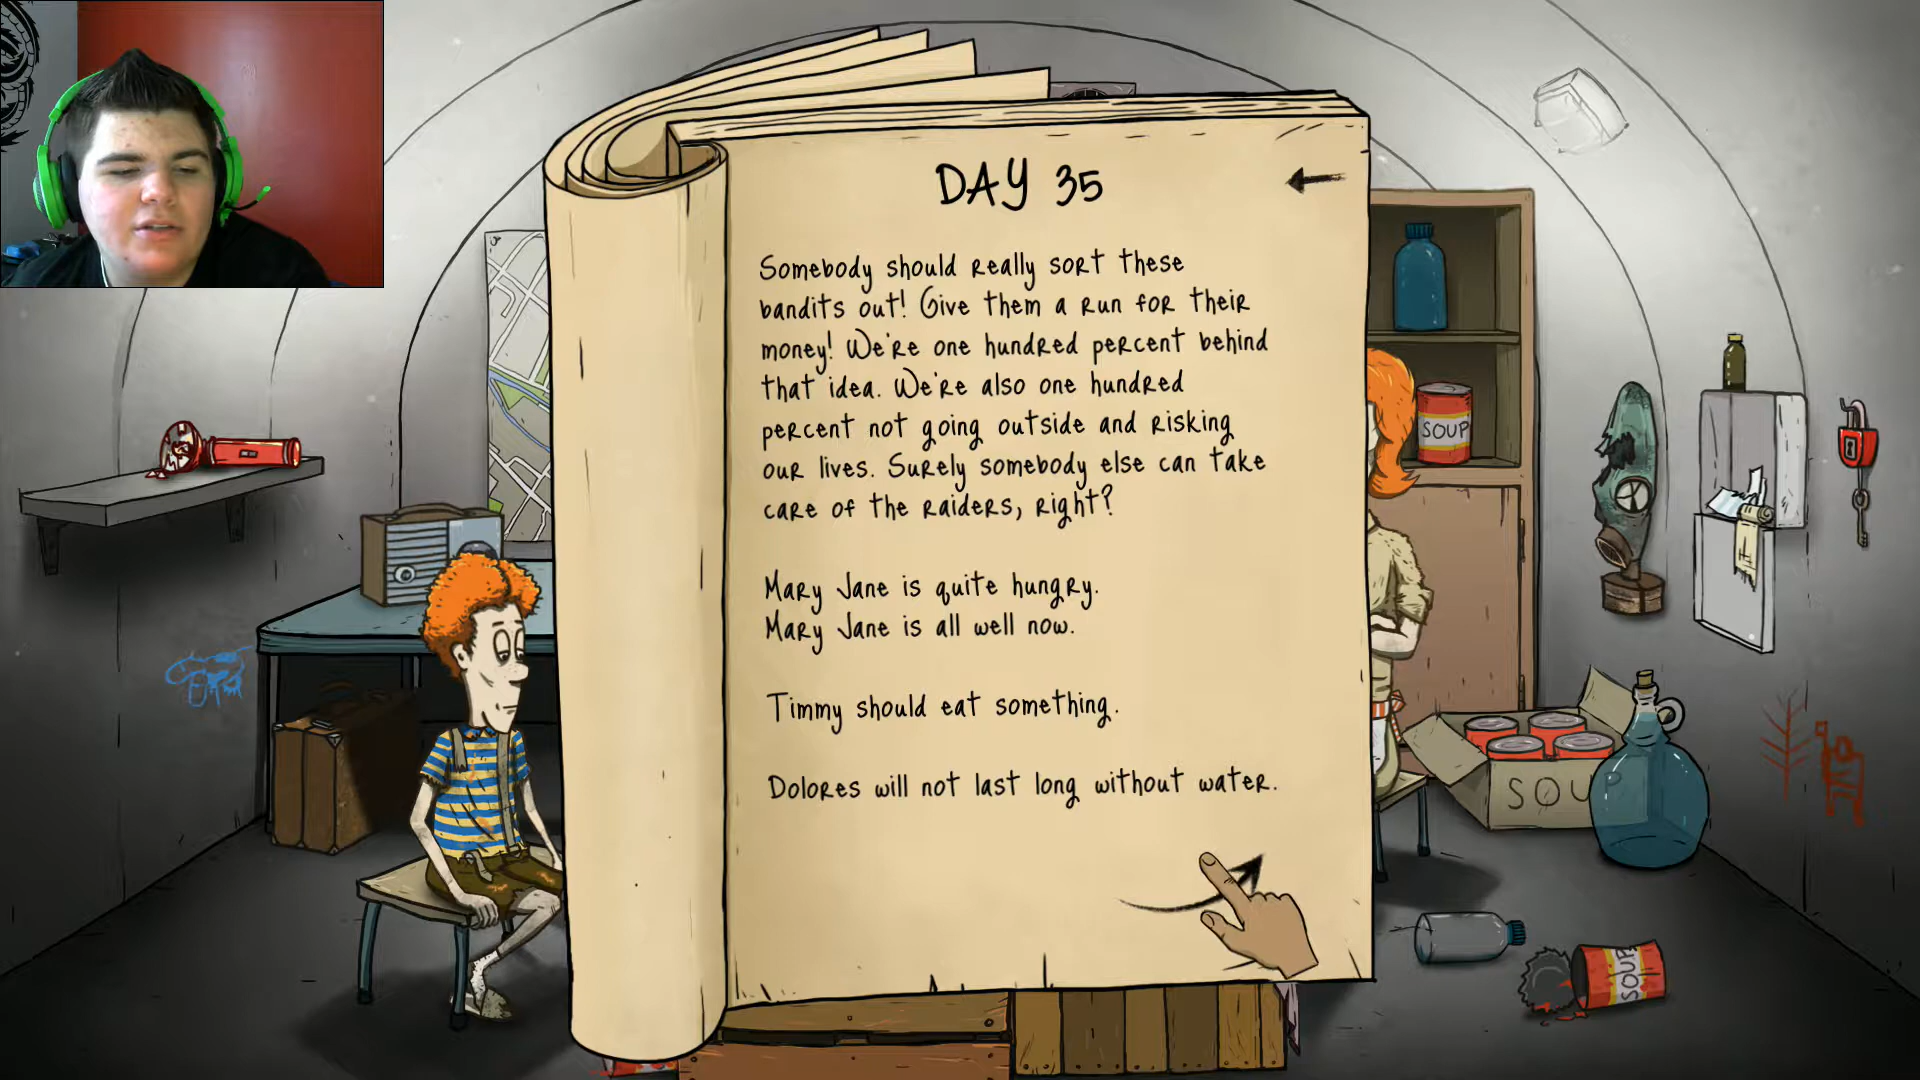 DAY 35
Somebody should really sort these
bandits out! Give them a run for their
money! We're one hundred percent behind
that idea. We're also one hundred
percent not going outside and risking
our lives. Surely somebody else can take
care of the raiders, right?
Mary Jane is quite hungry.
Mary Jane is all well now.
Timmy should eat something.
Dolores will not last long without water.
SOUP
SOU
SOUP